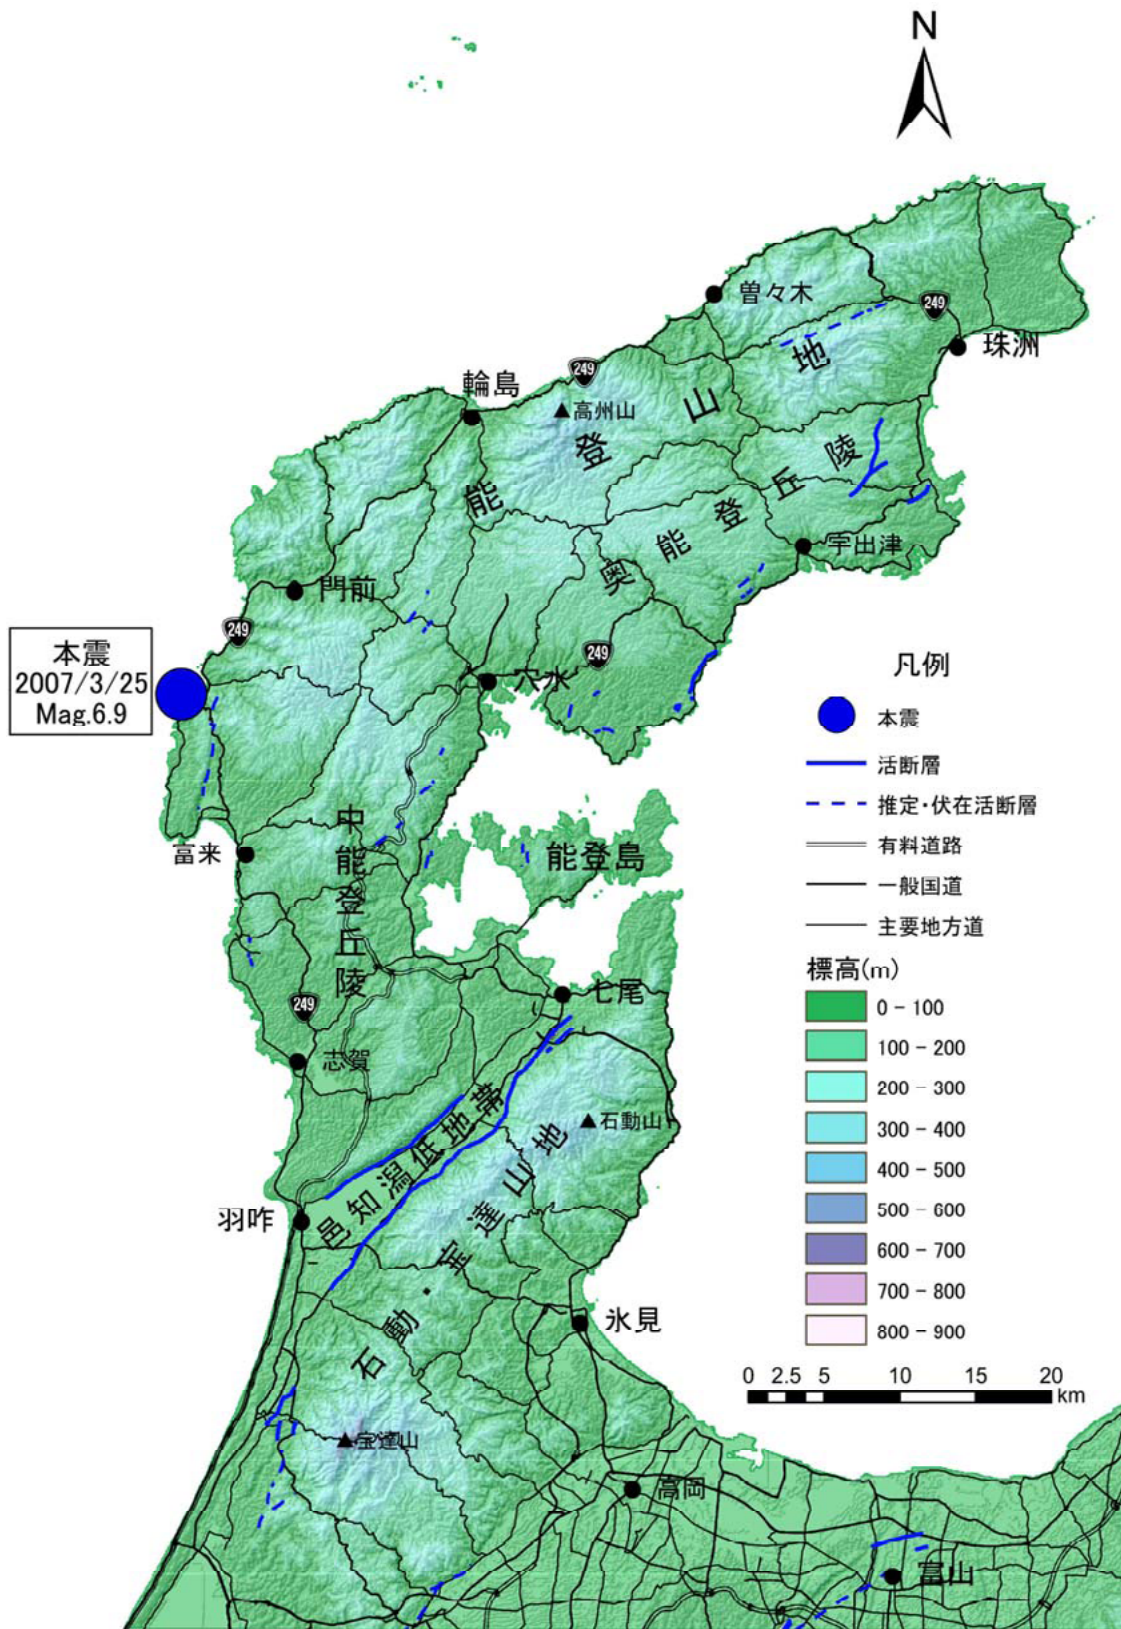 N
曽々木
249
珠洲
249
輪島
高州山
能登山地
奥能登丘陵
宇出津
門前
249
本震
2007/3/25
Mag.6.9
249
穴水
中能登丘陵
富来
能登島
七尾
249
志賀
邑知潟低地帯
石動山
羽咋
石動・宝達山地
氷見
宝達山
高岡
富山
凡例
本震
活断層
推定・伏在活断層
有料道路
一般国道
主要地方道
標高(m)
0 - 100
100 - 200
200 - 300
300 - 400
400 - 500
500 - 600
600 - 700
700 - 800
800 - 900
0 2.5 5 10 20
km